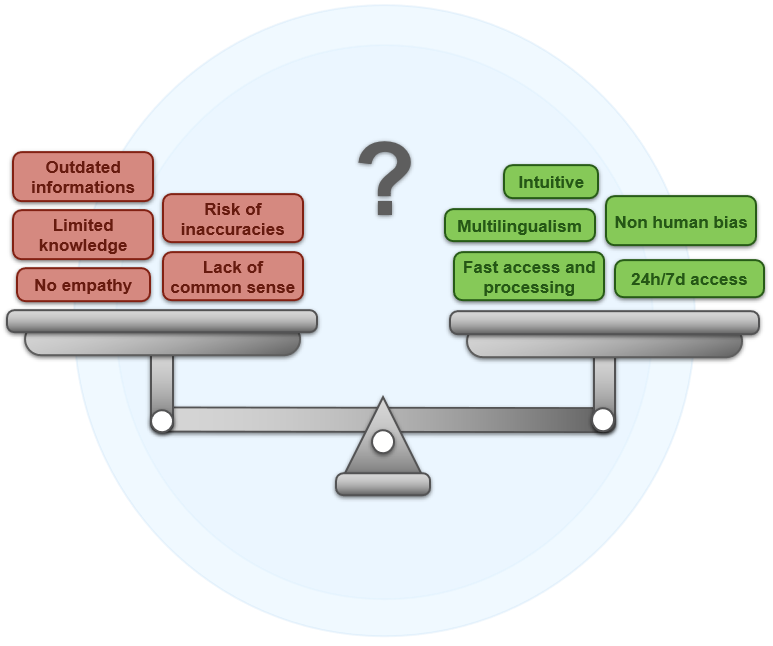 ?
Outdated
informations
Limited
knowledge
No empathy
Risk of
inaccuracies
Lack of
common sense
Intuitive
Multilingualism
Fast access and
processing
Non human bias
24h/7d access